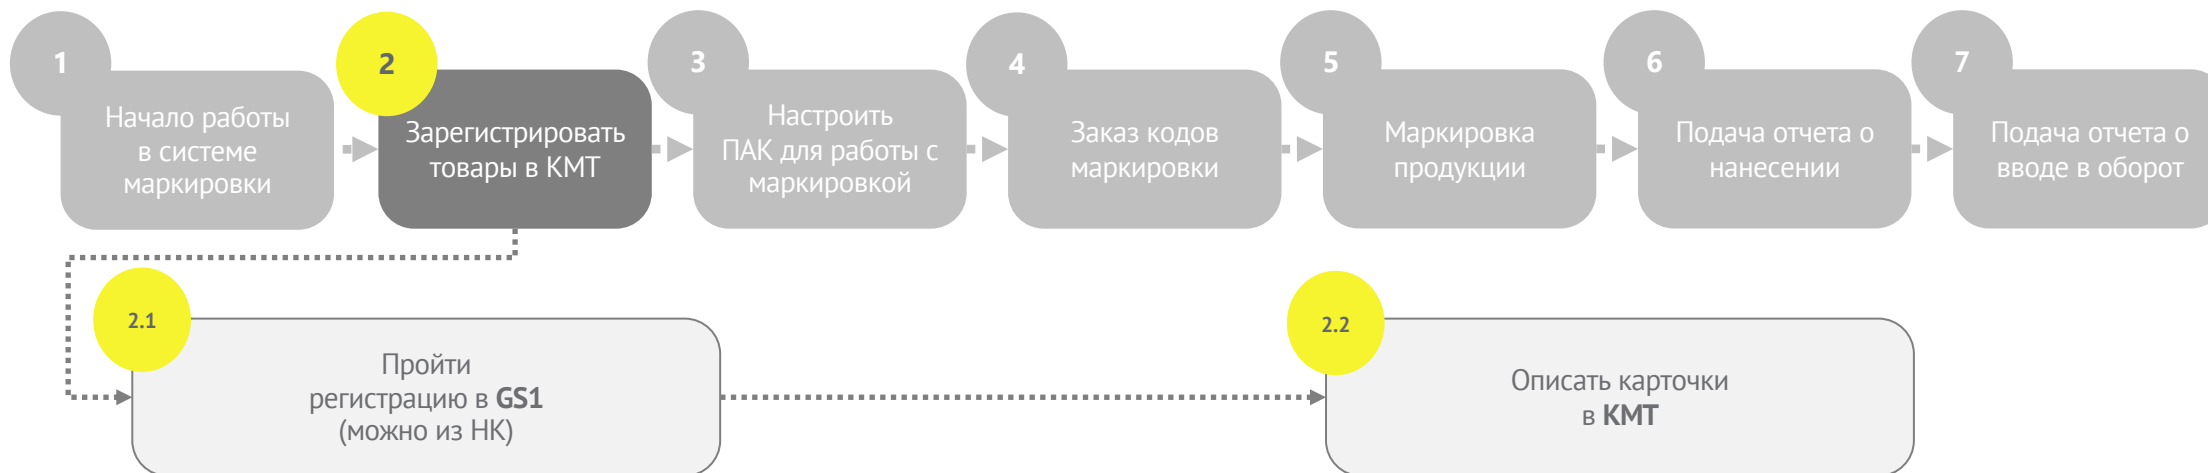 1
Начало работы
в системе
маркировки
2
Зарегистрировать
товары в КМТ
3
Настроить
ПАК для работы с
маркировкой
4
Заказ кодов
маркировки
5
Маркировка
продукции
6
Подача отчета о
нанесении
7
Подача отчета о
вводе в оборот
2.1
Пройти
регистрацию в GS1
(можно из НК)
2.2
Описать карточки
в КМТ